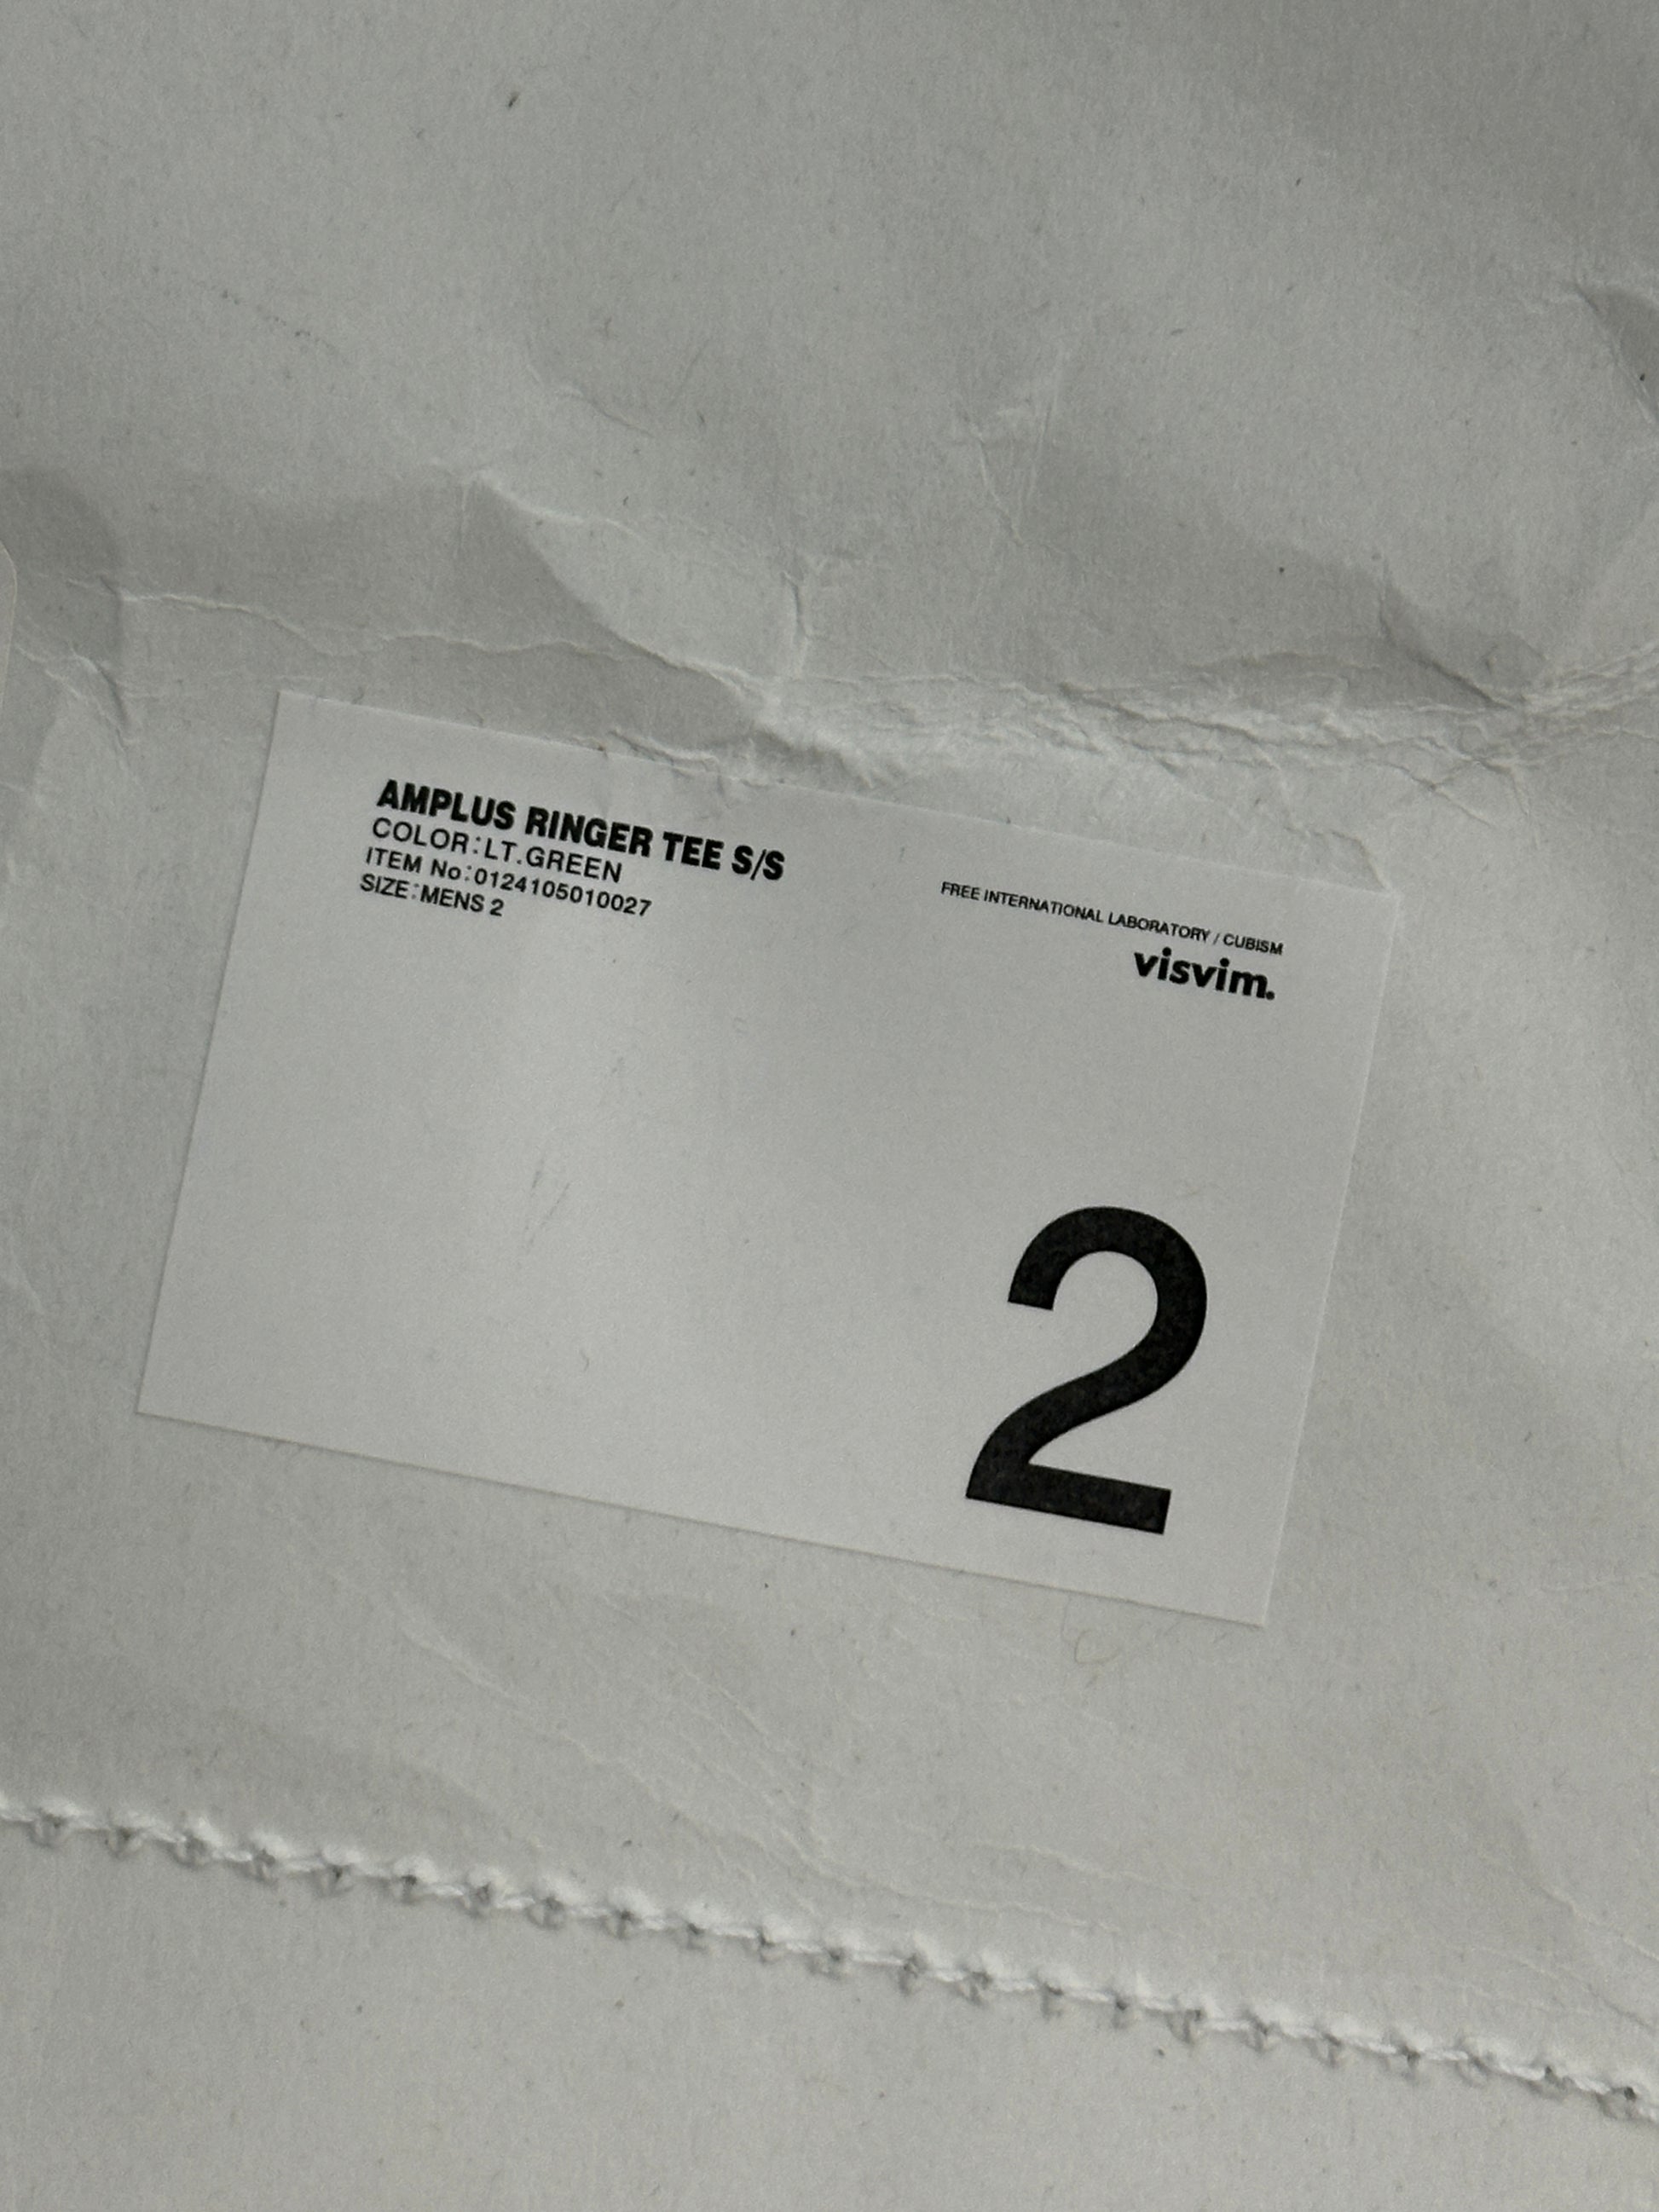 AMPLUS RINGER TEE S/S
COLOR:LT.GREEN
ITEM No:0124105010027
SIZE:MENS 2
FREE INTERNATIONAL LABORATORY / CUBISM
visvim.
2